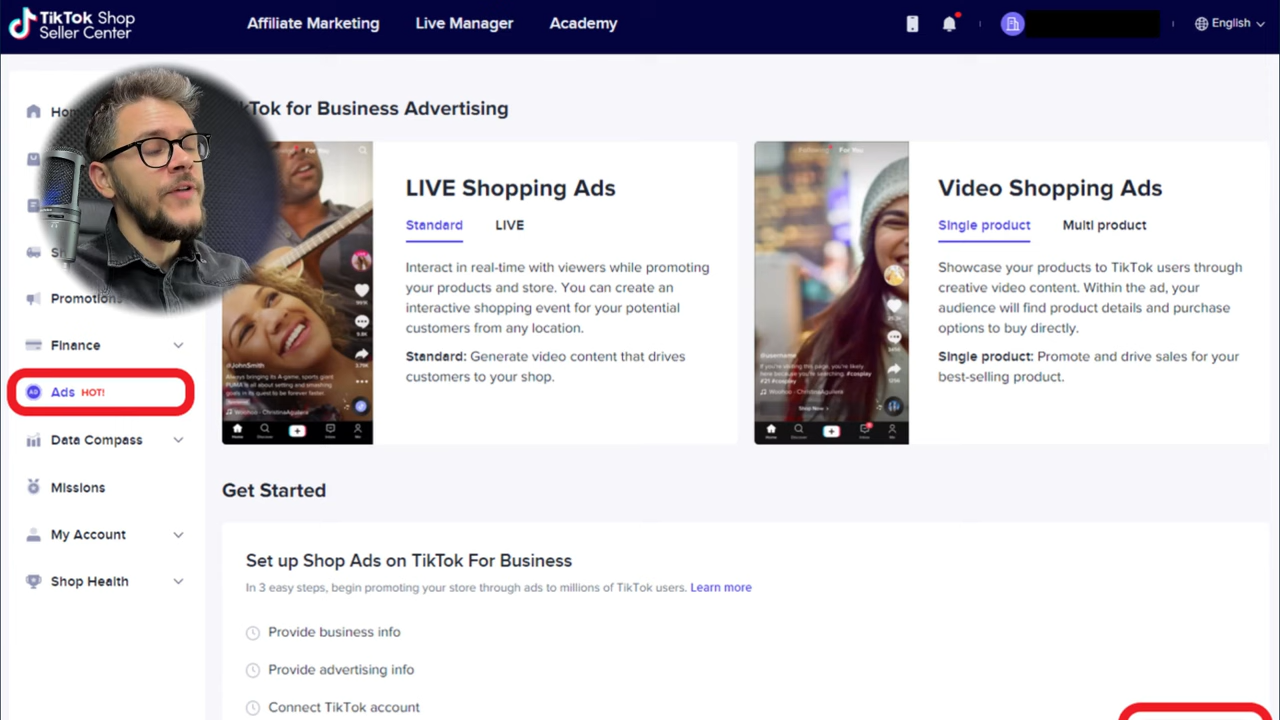 TikTok Shop
Seller Center
Affiliate Marketing
Live Manager
Academy
English
Promotions
Finance
Ads HOT!
Data Compass
Missions
My Account
Shop Health
kTok for Business Advertising
For You
LIVE Shopping Ads
Standard
LIVE
Interact in real-time with viewers while promoting
your products and store. You can create an
interactive shopping event for your potential
customers from any location.
Standard: Generate video content that drives
customers to your shop.
Following
For You
Video Shopping Ads
Single product
Multi product
Showcase your products to TikTok users through
creative video content. Within the ad, your
audience will find product details and purchase
options to buy directly.
Single product: Promote and drive sales for your
best-selling product.
Get Started
Set up Shop Ads on TikTok For Business
In 3 easy steps, begin promoting your store through ads to millions of TikTok users. Learn more
Provide business info
Provide advertising info
Connect TikTok account